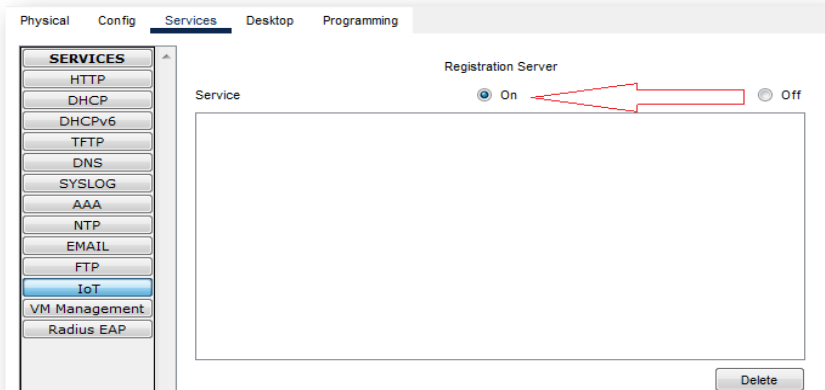 Physical Config Services Desktop Programming
SERVICES
HTTP
DHCP
DHCPv6
TFTP
DNS
SYSLOG
AAA
NTP
EMAIL
FTP
IoT
VM Management
Radius EAP
Registration Server
Service On Off
Delete